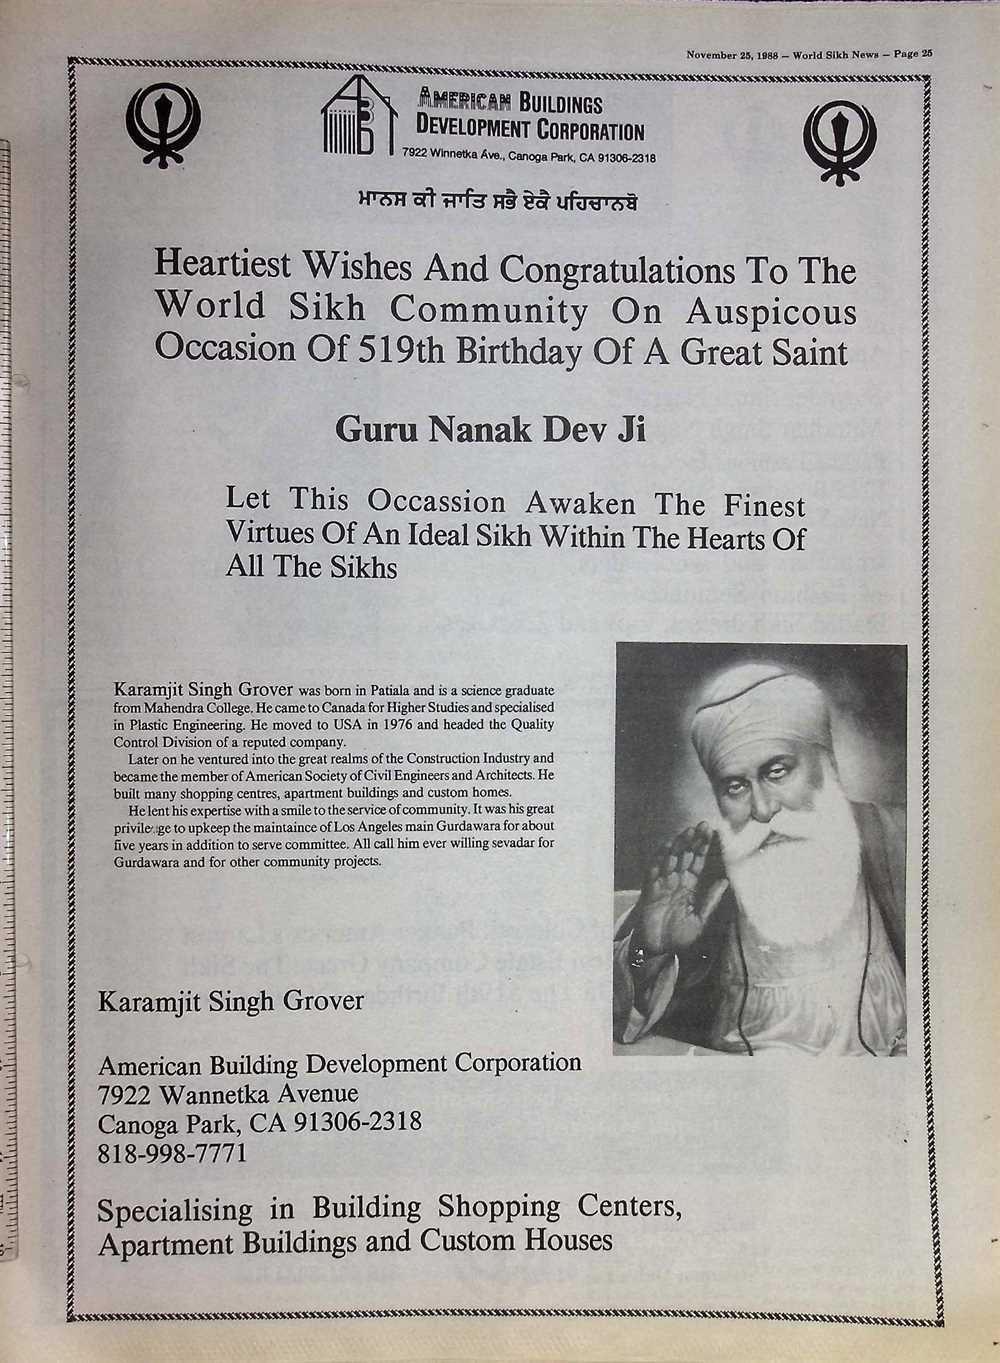 November 25, 1988 — World Sikh News — Page 25
AMERICAN BUILDINGS
DEVELOPMENT CORPORATION
7922 Winnetka Ave., Canoga Park, CA 91306-2318
ਮਾਨਸ ਕੀ ਜਾਤਿ ਸਭੈ ਏਕੈ ਪਹਿਚਾਨਬੋ
Heartiest Wishes And Congratulations To The
World Sikh Community On Auspicous
Occasion Of 519th Birthday Of A Great Saint
Guru Nanak Dev Ji
Let This Occassion Awaken The Finest
Virtues Of An Ideal Sikh Within The Hearts Of
All The Sikhs
Karamjit Singh Grover was born in Patiala and is a science graduate
from Mahendra College. He came to Canada for Higher Studies and specialised
in Plastic Engineering. He moved to USA in 1976 and headed the Quality
Control Division of a reputed company.
Later on he ventured into the great realms of the Construction Industry and
became the member of American Society of Civil Engineers and Architects. He
built many shopping centres, apartment buildings and custom homes.
He lent his expertise with a smile to the service of community. It was his great
privilege to upkeep the maintaince of Los Angeles main Gurdawara for about
five years in addition to serve committee. All call him ever willing sevadar for
Gurdawara and for other community projects.
Karamjit Singh Grover
American Building Development Corporation
7922 Wannetka Avenue
Canoga Park, CA 91306-2318
818-998-7771
Specialising in Building Shopping Centers,
Apartment Buildings and Custom Houses